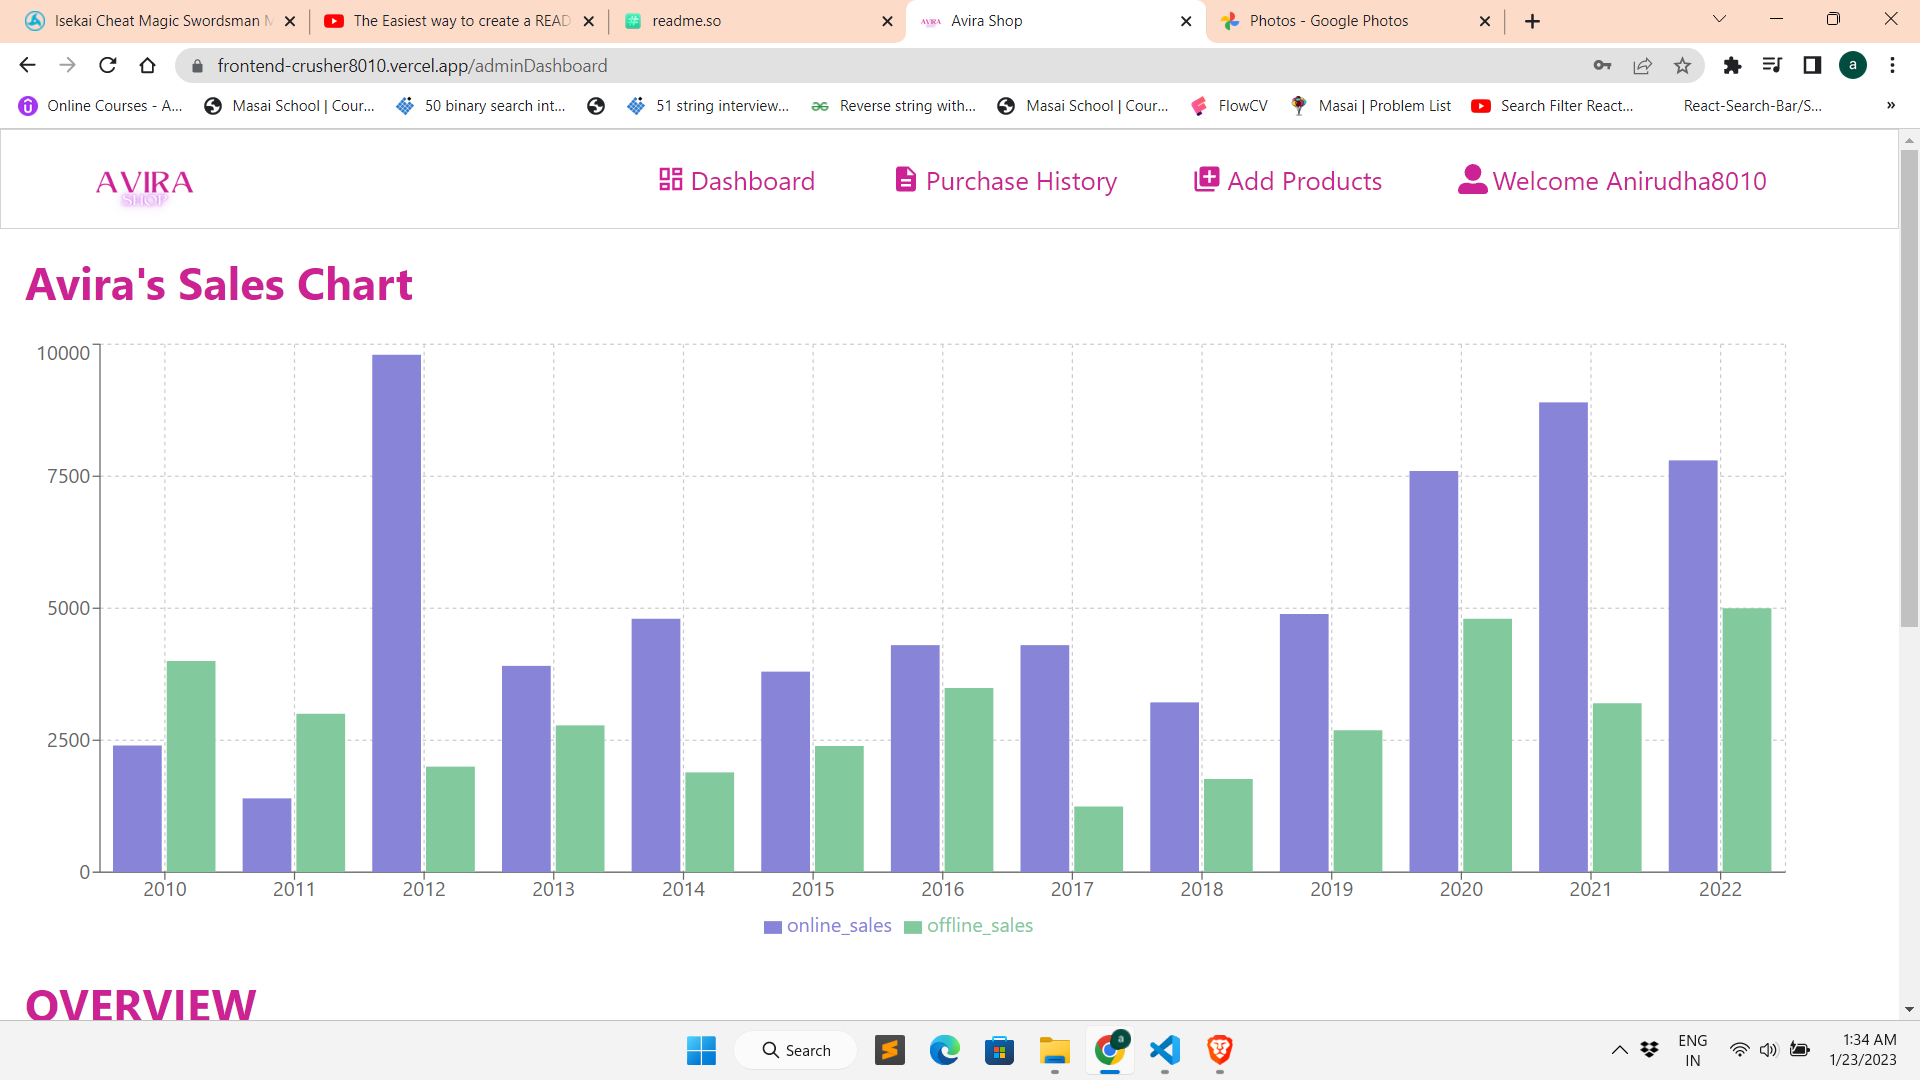 Isekai Cheat Magic Swordsman M
The Easiest way to create a READ
readme.so
Avira Shop
Photos - Google Photos
frontend-crusher8010.vercel.app/adminDashboard
a
Online Courses - A...
Masai School | Cour...
50 binary search int...
51 string interview...
Reverse string with...
Masai School | Cour...
FlowCV
Masai | Problem List
Search Filter React...
React-Search-Bar/S...
»
AVIRA
SHOP
Dashboard
Purchase History
Add Products
Welcome Anirudha8010
Avira's Sales Chart
10000
7500
5000
2500
0
2010 2011 2012 2013 2014 2015 2016 2017 2018 2019 2020 2021 2022
online_sales offline_sales
OVERVIEW
Search
a
ENG
IN
1:34 AM
1/23/2023